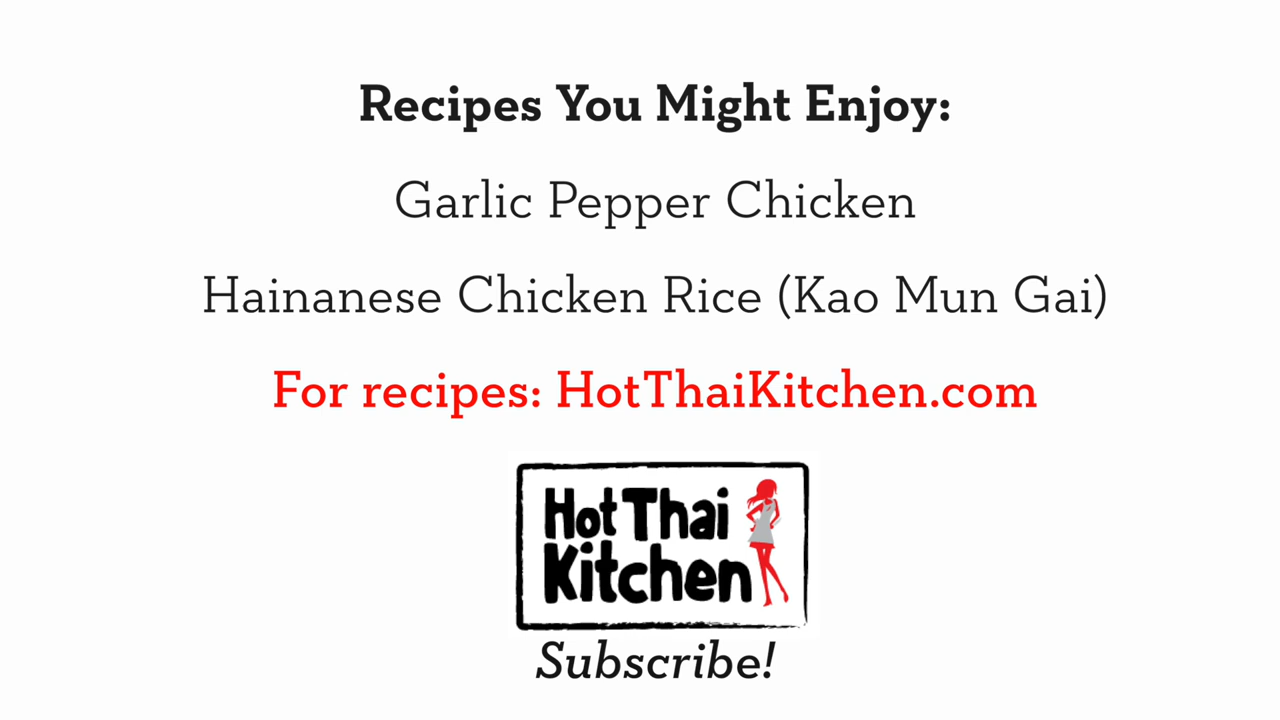 Recipes You Might Enjoy:
Garlic Pepper Chicken
Hainanese Chicken Rice (Kao Mun Gai)
For recipes: HotThaiKitchen.com
Hot Thai
Kitchen
Subscribe!